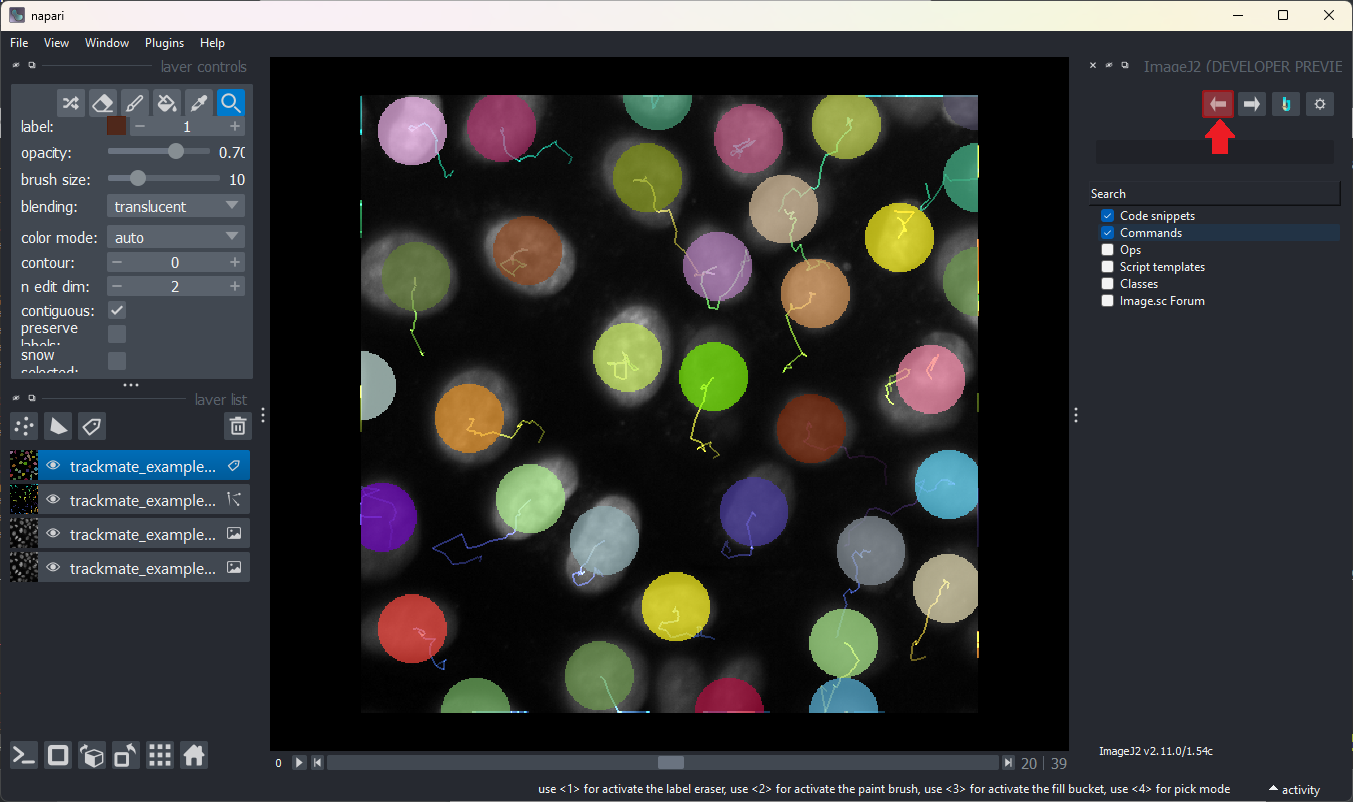 napari
File View Window Plugins Help
layer controls
label: 1
opacity: 0.70
brush size: 10
blending: translucent
color mode: auto
contour: 0
n edit dim: 2
contiguous:
preserve
labels:
show
selected:
layer list
trackmate_example...
trackmate_example...
trackmate_example...
trackmate_example...
ImageJ2 (DEVELOPER PREVIE
Search
Code snippets
Commands
Ops
Script templates
Classes
Image.sc Forum
ImageJ2 v2.11.0/1.54c
0 20 39
use <1> for activate the label eraser, use <2> for activate the paint brush, use <3> for activate the fill bucket, use <4> for pick mode
activity